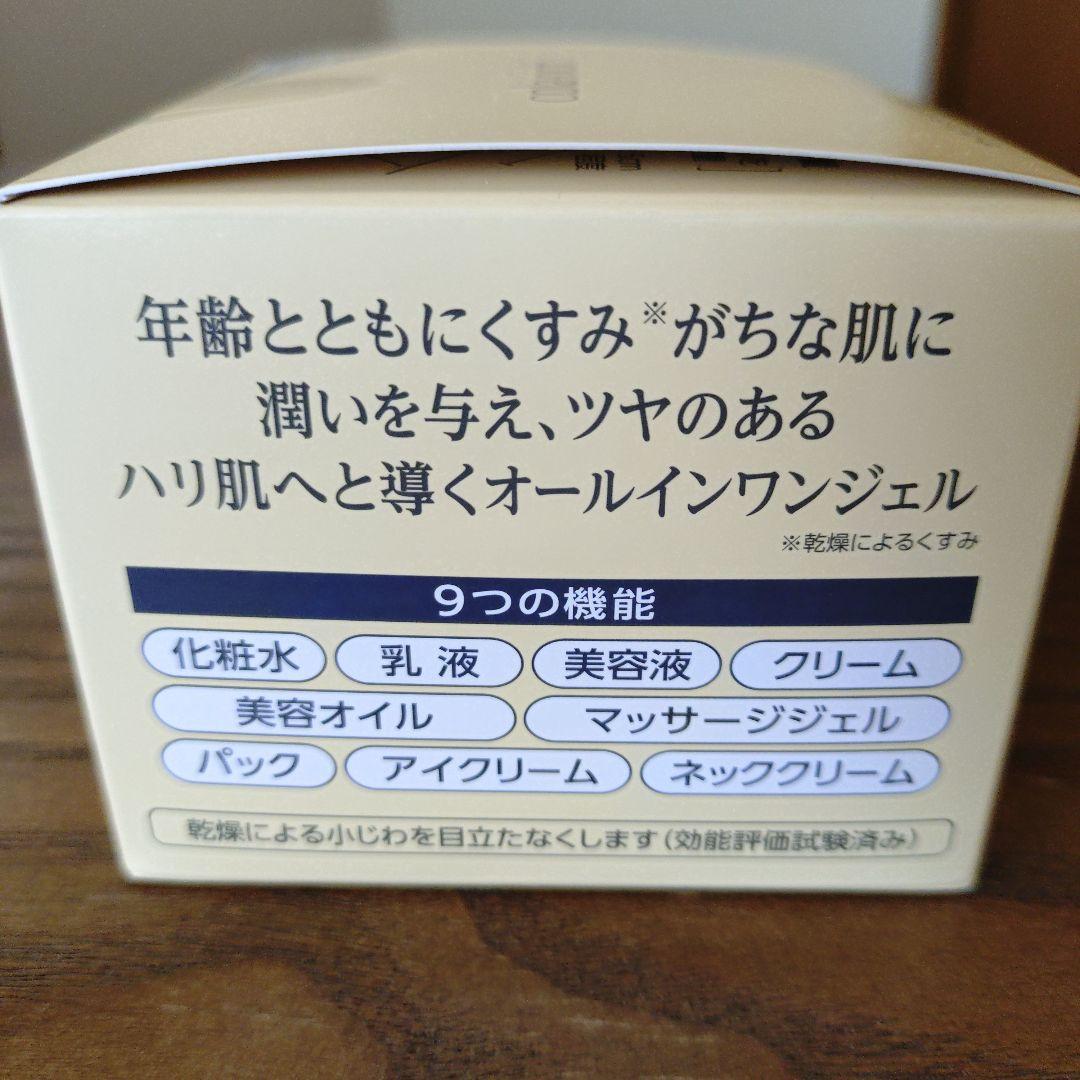 年齢とともにくすみ※がちな肌に
潤いを与え、ツヤのある
ハリ肌へと導くオールインワンジェル
※乾燥によるくすみ
9つの機能
化粧水 乳液 美容液 クリーム
美容オイル マッサージジェル
パック アイクリーム ネッククリーム
乾燥による小じわを目立たなくします(効能評価試験済み)